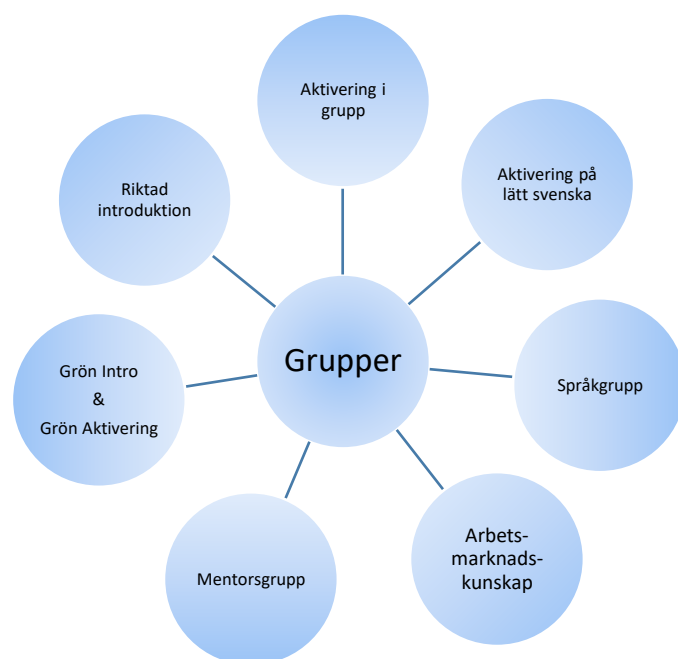 Aktivering i
grupp
Aktivering på
lätt svenska
Riktad
introduktion
Grupper
Grön Intro
&
Grön Aktivering
Språkgrupp
Arbets-
marknads-
kunskap
Mentorsgrupp